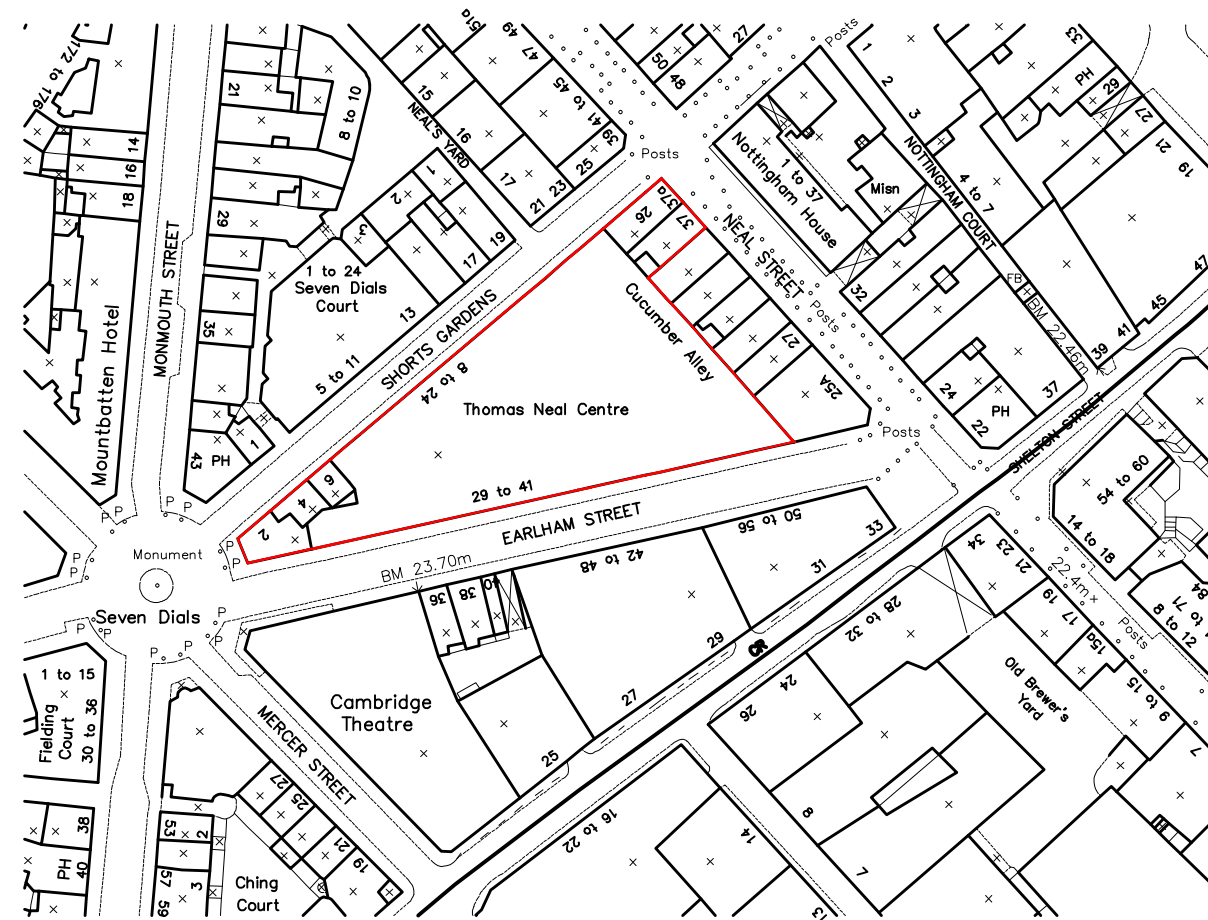 172 to 176
21
8 to 10
14
16
18
29
35
43
PH
1
MONMOUTH STREET
Mountbatten Hotel
51a
49
47
41 to 45
39
15
16
17
NEAL'S YARD
21
23
25
1
2
3
19
17
13
5 to 11
1 to 24
Seven Dials
Court
SHORTS GARDENS
Posts
50
48
27
Posts
1
2
3
33
PH
29
27
21
19
NOTTINGHAM COURT
4 to 7
Misn
1 to 37
Nottingham House
26
37
37a
NEAL STREET
Posts
Cucumber Alley
27
25A
32
24
22
PH
37
FB
BM 22.46m
39
41
45
47
SHELTON STREET
8 to 24
Thomas Neal Centre
29 to 41
2
4
6
Posts
EARLHAM STREET
BM 23.70m
P
P
P
P
P
P
P
P
Monument
Seven Dials
P
P
P
P
P
P
P
P
36
38
40
42 to 48
50 to 56
33
31
29
27
25
CR
Cambridge
Theatre
MERCER STREET
1 to 15
Fielding
Court
30 to 36
38
40
PH
53
2
57
3
59
27
25
21
19
Ching
Court
54 to 60
14 to 18
34
23
21
19
17
15a
22.4m
Posts
84
71
8 to 12
28 to 32
24
26
Old Brewer's
Yard
9 to 15
7
8
7
16 to 22
14
13